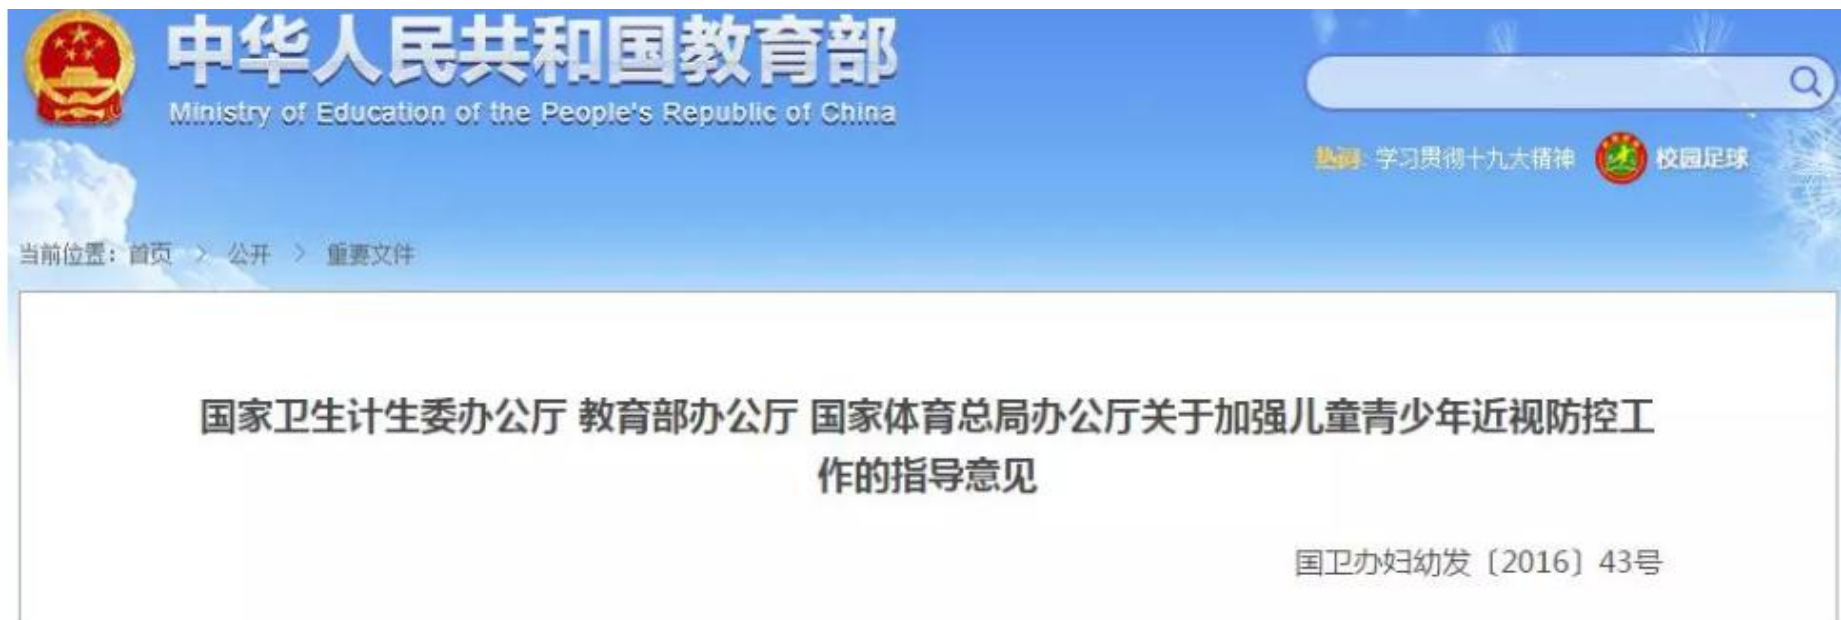 中华人民共和国教育部
Ministry of Education of the People's Republic of China
热词: 学习贯彻十九大精神 校园足球
当前位置：首页 > 公开 > 重要文件
国家卫生计生委办公厅 教育部办公厅 国家体育总局办公厅关于加强儿童青少年近视防控工
作的指导意见
国卫办妇幼发〔2016〕43号